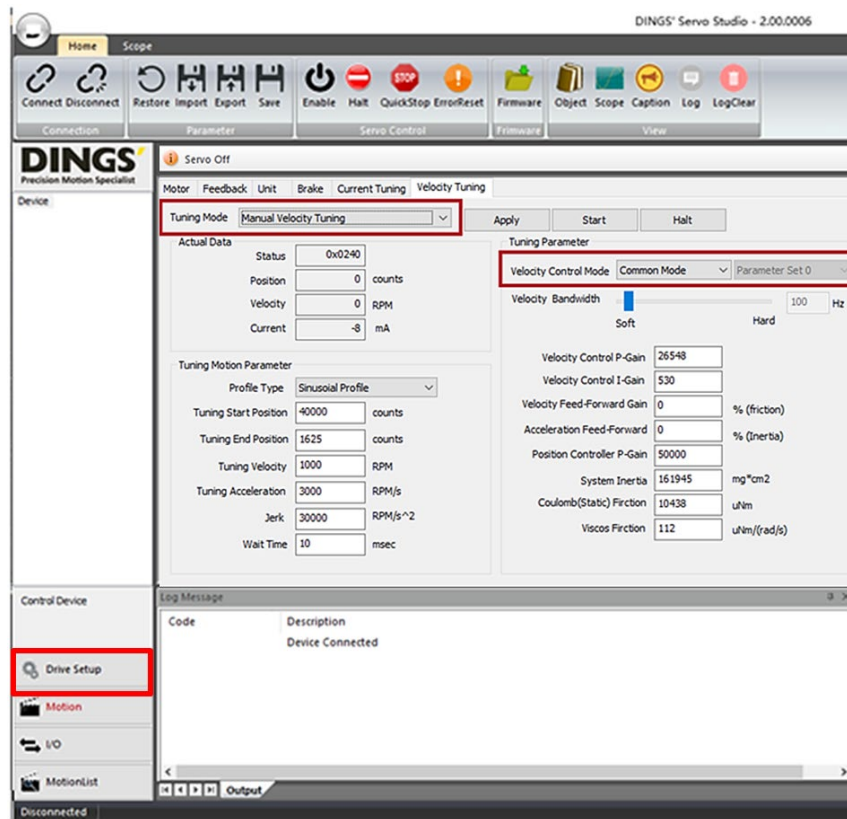 DINGS' Servo Studio - 2.00.0006
Home Scope
Connect Disconnect Restore Import Export Save Enable Halt QuickStop ErrorReset Firmware Object Scope Caption Log LogClear
STOP
Connection Parameter Servo Control Frimware View
DINGS'
Precision Motion Specialist
Device
Servo Off
Motor Feedback Unit Brake Current Tuning Velocity Tuning
Tuning Mode Manual Velocity Tuning Apply Start Halt
Actual Data
Status 0x0240
Position 0 counts
Velocity 0 RPM
Current -8 mA
Tuning Motion Parameter
Profile Type Sinusoial Profile
Tuning Start Position 40000 counts
Tuning End Position 1625 counts
Tuning Velocity 1000 RPM
Tuning Acceleration 3000 RPM/s
Jerk 30000 RPM/s^2
Wait Time 10 msec
Tuning Parameter
Velocity Control Mode Common Mode Parameter Set 0
Velocity Bandwidth 100 Hz
Soft Hard
Velocity Control P-Gain 26548
Velocity Control I-Gain 530
Velocity Feed-Forward Gain 0 % (friction)
Acceleration Feed-Forward 0 % (Inertia)
Position Controller P-Gain 50000
System Inertia 161945 mg*cm2
Coulomb(Static) Firction 10438 uNm
Viscos Firction 112 uNm/(rad/s)
Control Device
Drive Setup
Motion
I/O
MotionList
Log Message
Code Description
Device Connected
Output
Disconnected